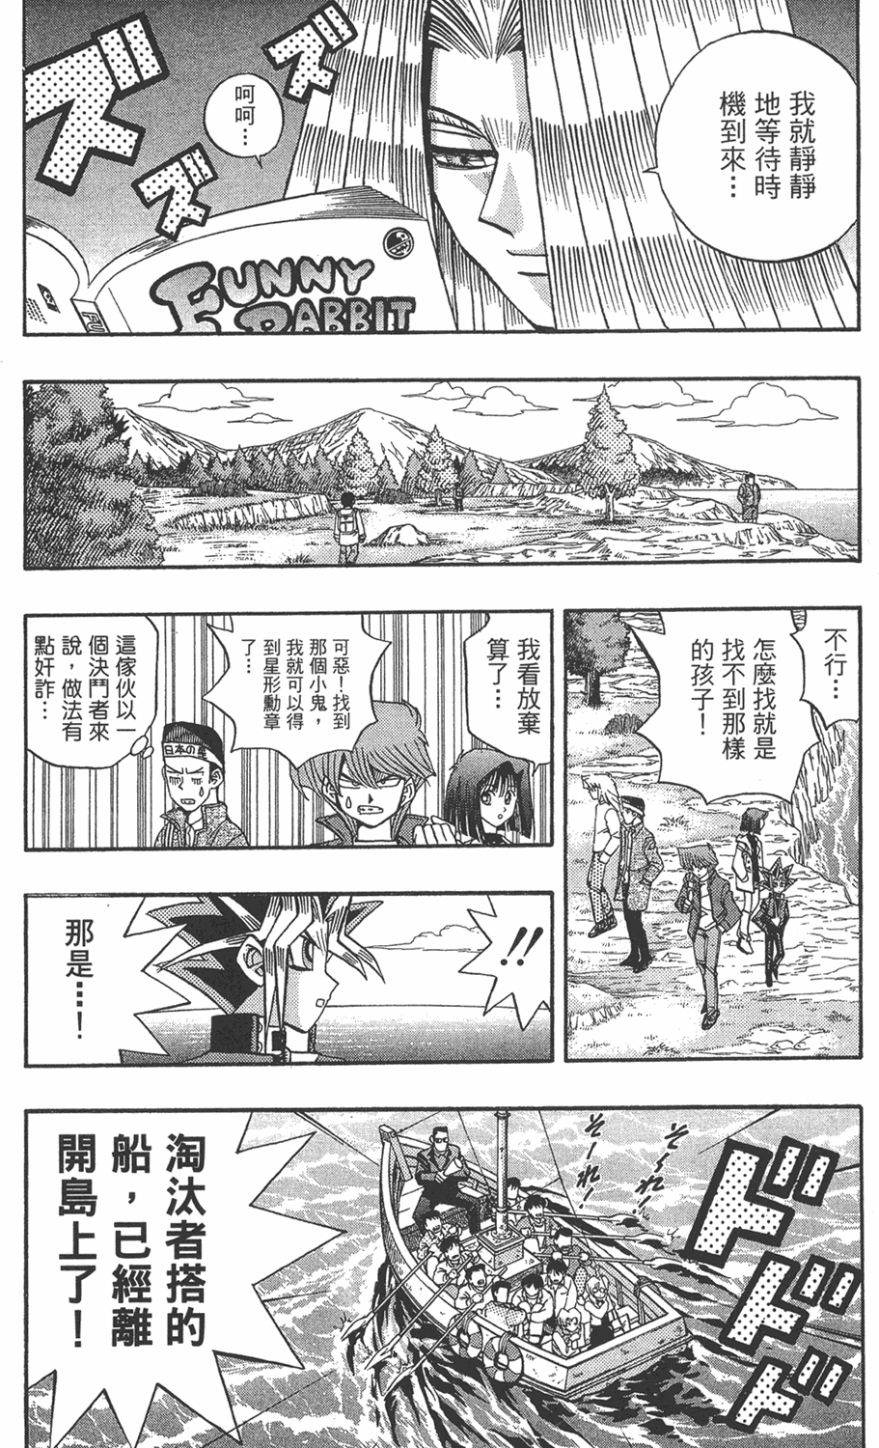 我就靜靜
地等待時
機到來…
呵呵…
ズズ
ズ
ズ
FUNNY
RABBIT
FU
不行…
怎麼找就是
找不到那樣
的孩子！
我看放棄
算了…
可惡！找到
那個小鬼，
我就可以得
到星形勳章
了…
這傢伙以一
個決鬥者來
說，做法有
點奸詐…
日本の星
!!
那是…！
そーれ！
そーれ！
ド
ド
ド
淘汰者搭的
船，已經離
開島上了！